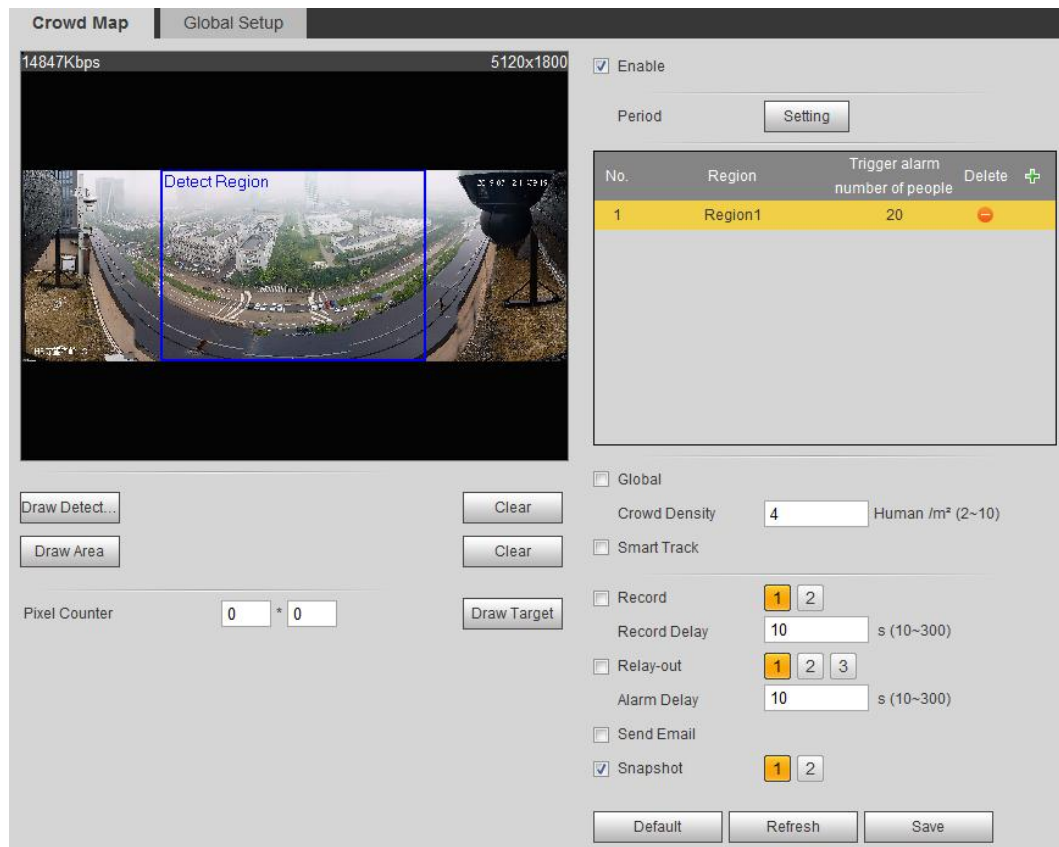 Crowd Map
Global Setup
14847Kbps
5120x1800
Detect Region
Draw Detect...
Clear
Draw Area
Clear
Pixel Counter
0 * 0
Draw Target
Enable
Period
Setting
No. Region Trigger alarm number of people Delete
1 Region1 20
Global
Crowd Density 4 Human /m² (2~10)
Smart Track
Record 1 2
Record Delay 10 s (10~300)
Relay-out 1 2 3
Alarm Delay 10 s (10~300)
Send Email
Snapshot 1 2
Default Refresh Save